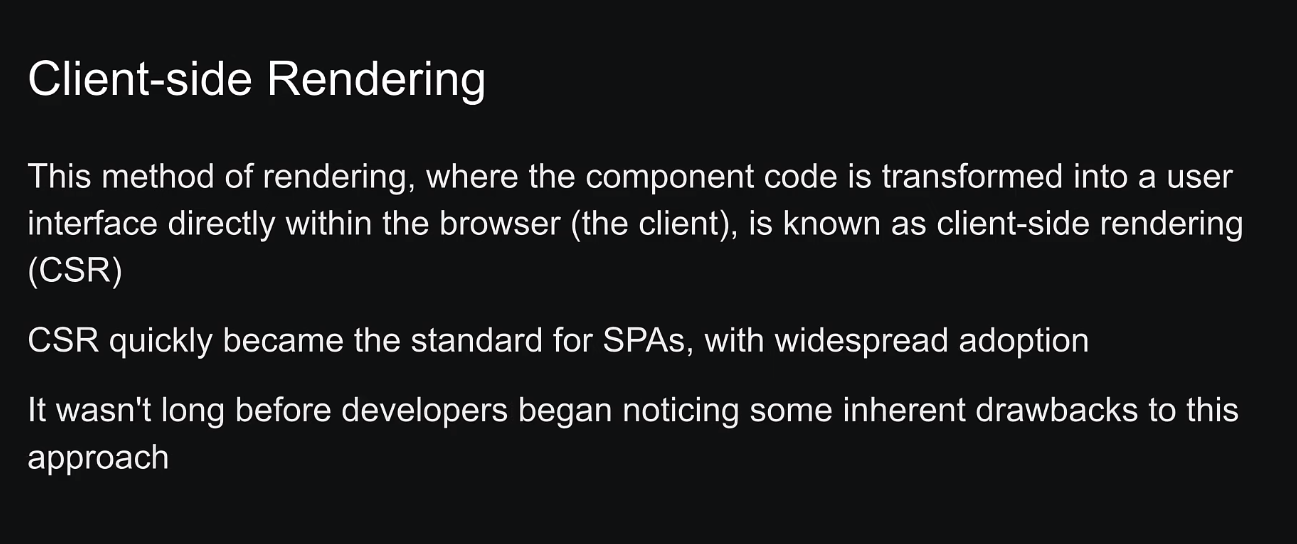 Client-side Rendering
This method of rendering, where the component code is transformed into a user
interface directly within the browser (the client), is known as client-side rendering
(CSR)
CSR quickly became the standard for SPAs, with widespread adoption
It wasn't long before developers began noticing some inherent drawbacks to this
approach